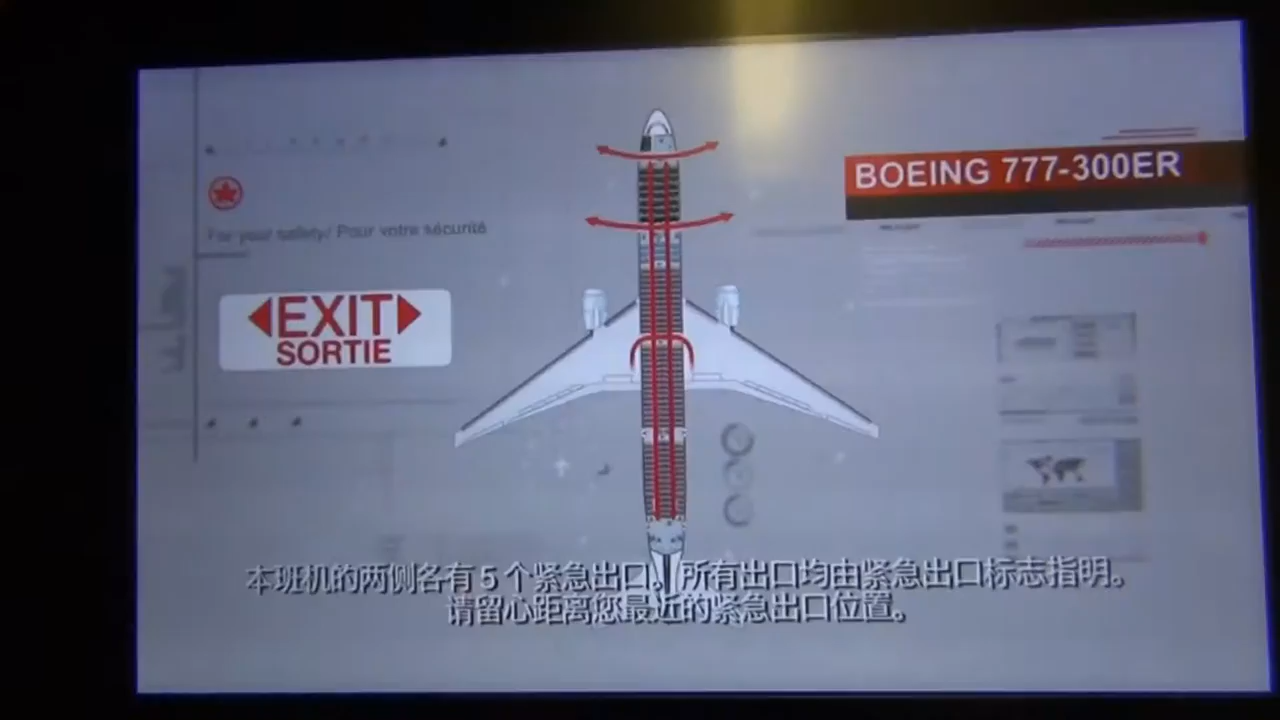 BOEING 777-300ER
For your safety/ Pour votre sécurité
EXIT
SORTIE
本班机的两侧各有5个紧急出口。所有出口均由紧急出口标志指明。
请留心距离您最近的紧急出口位置。